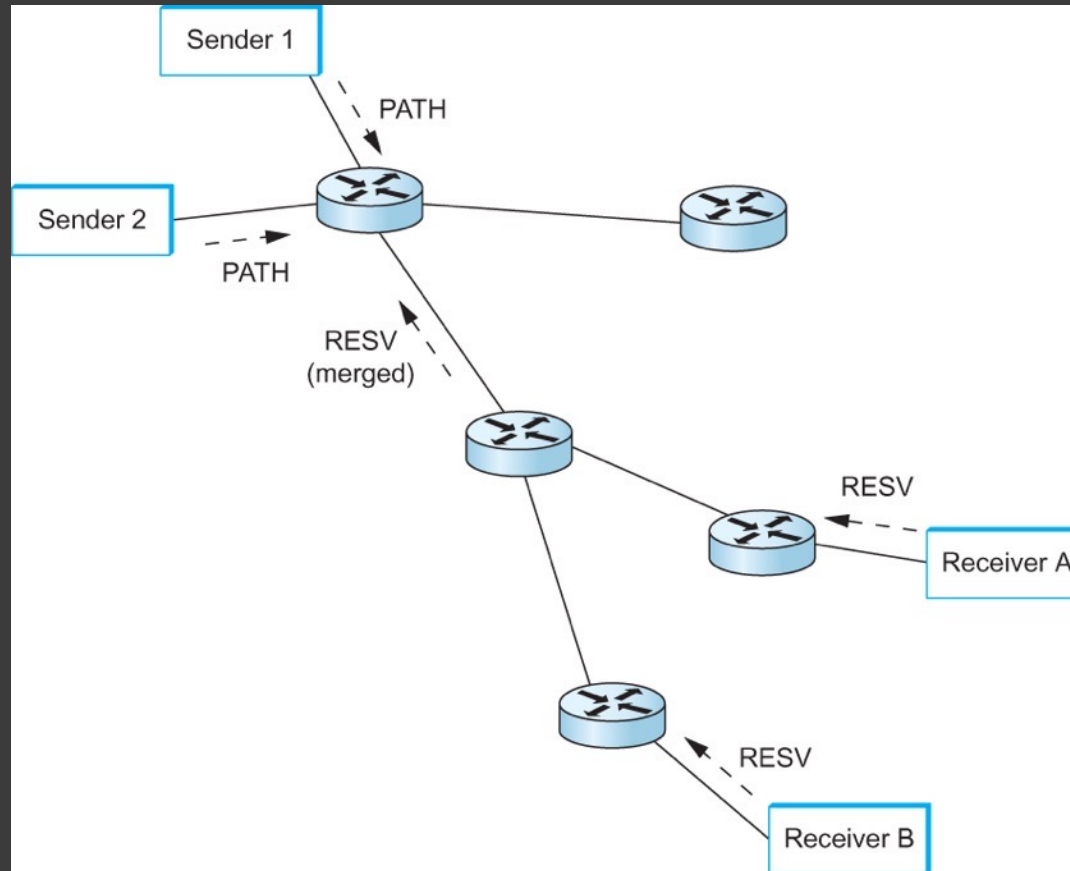 Sender 1
PATH
Sender 2
PATH
RESV
(merged)
RESV
Receiver A
RESV
Receiver B